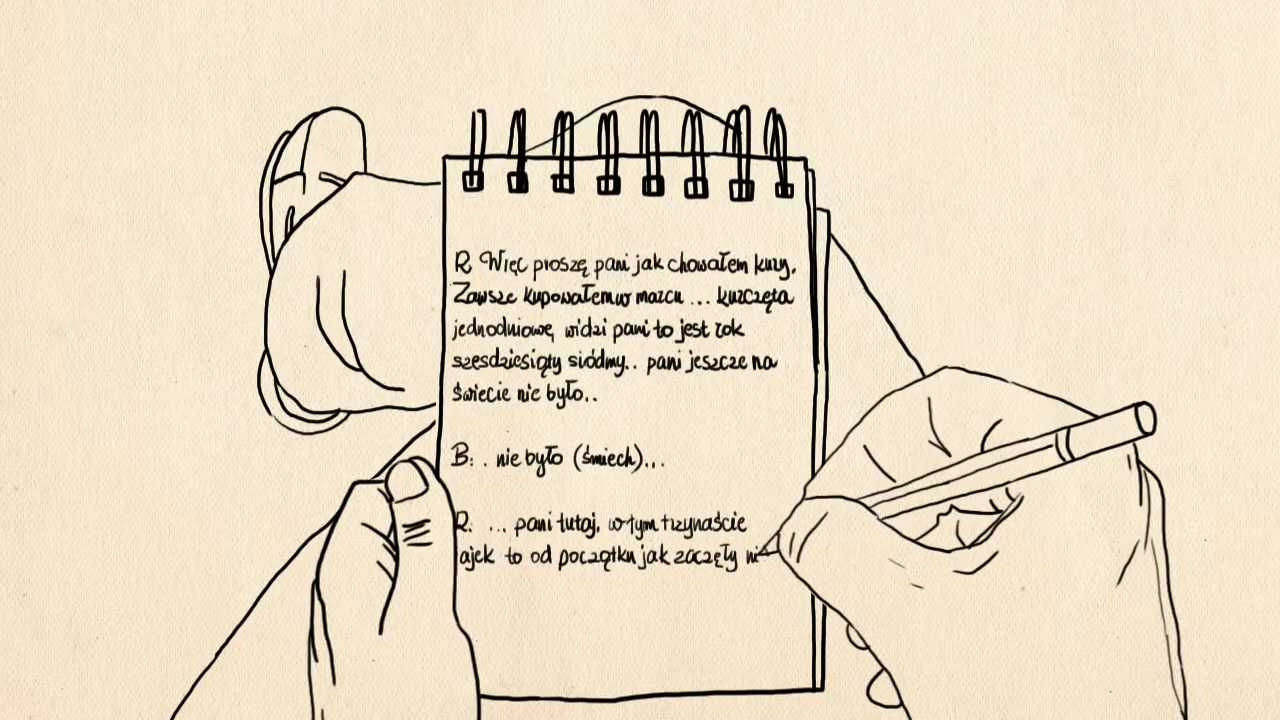 R. Więc proszę pani jak chowałem kury.
Zawsze kupowałem w marcu ... kurczęta
jednodniowe, widzi pani to jest rok
szesdziesiąty siódmy.. pani jeszcze na
świecie nie było..
B: . nie było (śmiech)...
R. ... pani tutaj, w tym trzynaście
ajek to od początku jak zaczęły ni